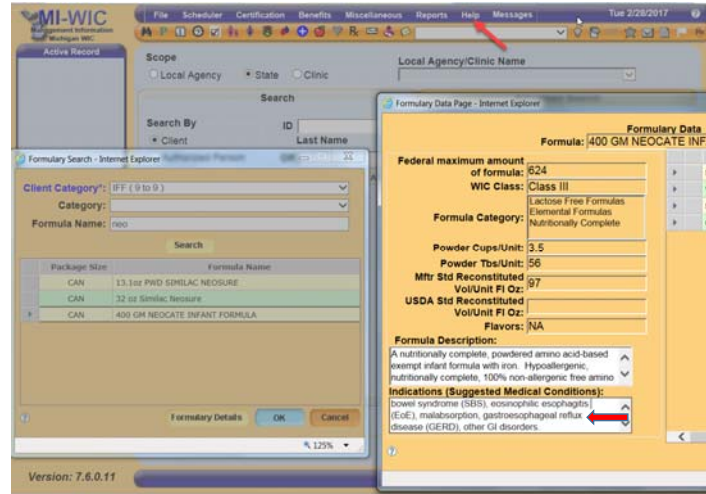 MI-WIC
Management Information
Michigan WIC
File Scheduler Certification Benefits Miscellaneous Reports Help Messages
Tue 2/28/2017
Active Record
Scope
Local Agency State Clinic
Local Agency/Clinic Name
Search
Search By
ID
Client
Last Name
Formulary Search - Internet Explorer
Client Category*: IFF ( 9 to 9 )
Category:
Formula Name: neo
Search
Package Size Formula Name
CAN 13.1oz PWD SIMILAC NEOSURE
CAN 32 oz Similac Neosure
CAN 400 GM NEOCATE INFANT FORMULA
Formulary Details OK Cancel
125%
Version: 7.6.0.11
Formulary Data Page - Internet Explorer
Formulary Data
Formula: 400 GM NEOCATE INF
Federal maximum amount
of formula: 624
WIC Class: Class III
Formula Category: Lactose Free Formulas
Elemental Formulas
Nutritionally Complete
Powder Cups/Unit: 3.5
Powder Tbs/Unit: 56
Mftr Std Reconstituted
Vol/Unit Fl Oz: 97
USDA Std Reconstituted
Vol/Unit Fl Oz:
Flavors: NA
Formula Description:
A nutritionally complete, powdered amino acid-based
exempt infant formula with iron. Hypoallergenic,
nutritionally complete, 100% non-allergenic free amino
Indications (Suggested Medical Conditions):
bowel syndrome (SBS), eosinophilic esophagitis
(EoE), malabsorption, gastroesophageal reflux
disease (GERD), other GI disorders.